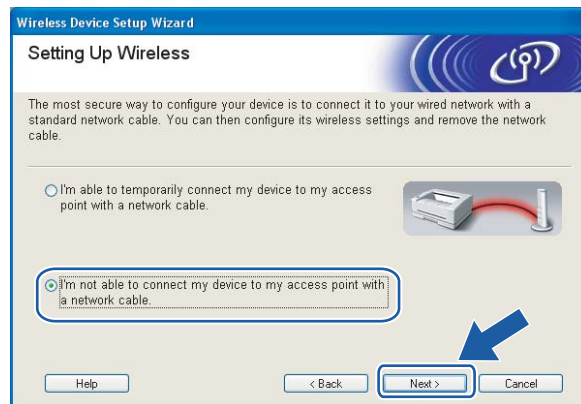 Wireless Device Setup Wizard
Setting Up Wireless
The most secure way to configure your device is to connect it to your wired network with a
standard network cable. You can then configure its wireless settings and remove the network
cable.
I'm able to temporarily connect my device to my access
point with a network cable.
I'm not able to connect my device to my access point with
a network cable.
Help
< Back
Next >
Cancel